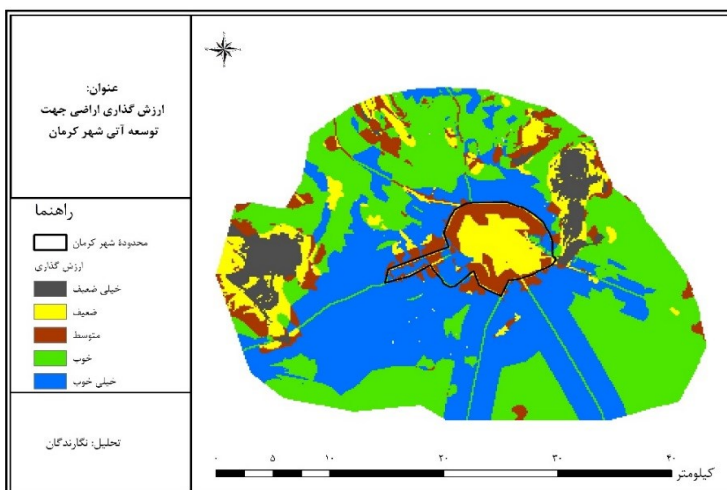 عنوان:
ارزش گذاری اراضی جهت
توسعه آتی شهر کرمان
راهنما
محدودة شهر کرمان
ارزش گذاری
خیلی ضعیف
ضعیف
متوسط
خوب
خیلی خوب
تحلیل: نگارندگان
۰ ۵ ۱۰ ۲۰ ۳۰ ۴۰
کیلومتر